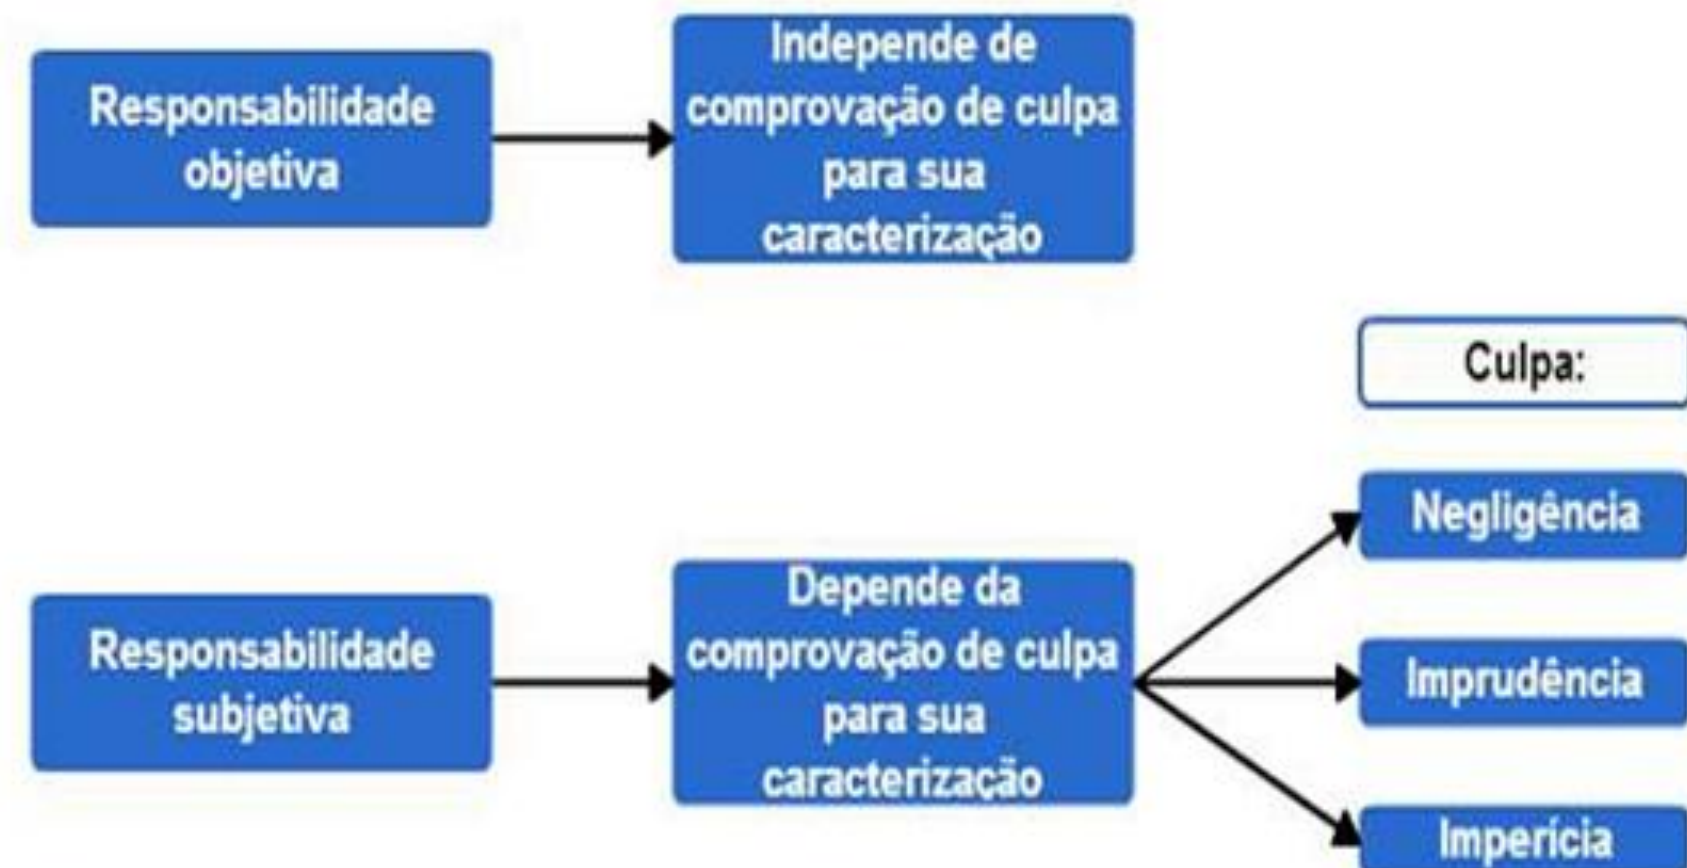 Responsabilidade
objetiva
Independe de
comprovação de culpa
para sua
caracterização
Culpa:
Negligência
Responsabilidade
subjetiva
Depende da
comprovação de culpa
para sua
caracterização
Imprudência
Imperícia